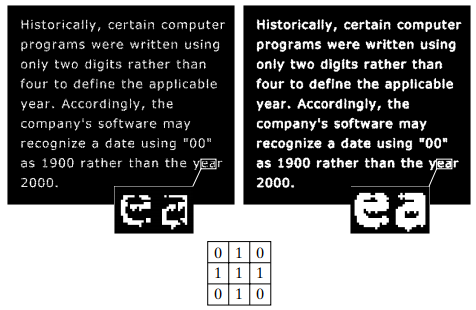 Historically, certain computer
programs were written using
only two digits rather than
four to define the applicable
year. Accordingly, the
company's software may
recognize a date using "00"
as 1900 rather than the year
2000.
ea
Historically, certain computer
programs were written using
only two digits rather than
four to define the applicable
year. Accordingly, the
company's software may
recognize a date using "00"
as 1900 rather than the year
2000.
ea
0 1 0
1 1 1
0 1 0